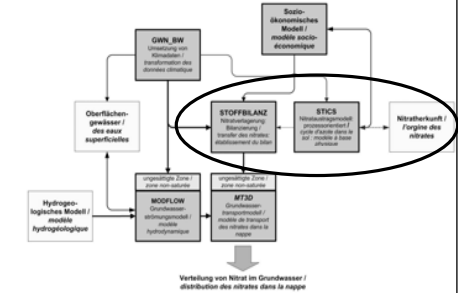 Sozio-
ökonomisches
Modell /
modèle socio-
économique
GWN_BW
Umsetzung von
Klimadaten /
transformation des
données climatique
Oberflächen-
gewässer /
des eaux
superficielles
STOFFBILANZ
Nitratverlagerung:
Bilanzierung /
transfer des nitrates:
établissement du bilan
STICS
Nitrataustragsmodell:
prozessorientiert /
cycle d'azote dans le
sol : modèle à base
physique
Nitratherkunft /
l'orgine des
nitrates
ungesättigte Zone /
zone non-saturée
ungesättigte Zone /
zone non-saturée
Hydrogeo-
logisches Modell /
modèle
hydrogéologique
MODFLOW
Grundwasser-
strömungsmodell /
modèle
hydrodynamique
MT3D
Grundwasser-
transportmodell /
modèle de transport
des nitrates dans la
nappe
Verteilung von Nitrat im Grundwasser /
distribution des nitrates dans la nappe